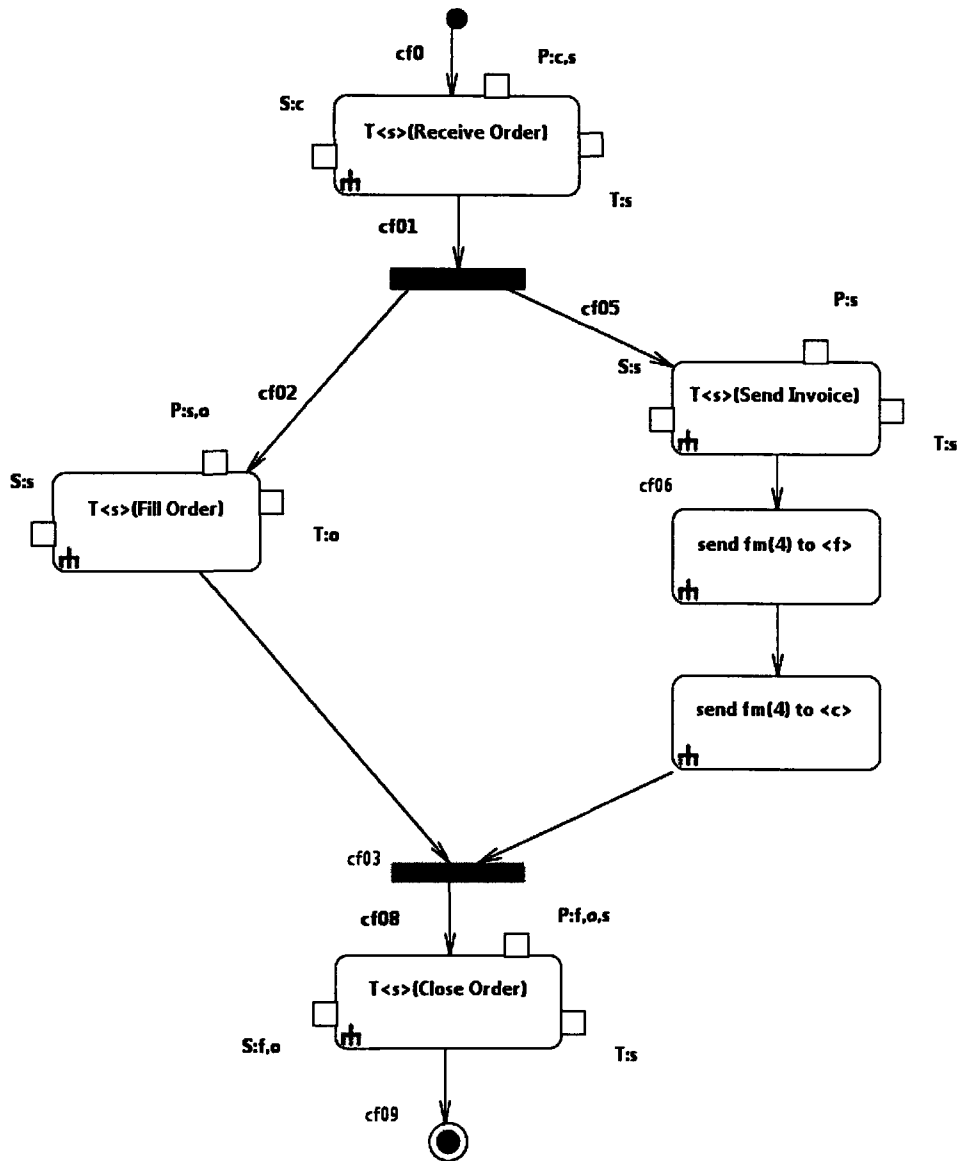 cf0
P:c,s
S:c
T<s>(Receive Order)
T:s
cf01
cf05
P:s
S:s
T<s>(Send Invoice)
T:s
cf02
P:s,o
S:s
T<s>(Fill Order)
T:o
cf06
send fm(4) to <f>
send fm(4) to <c>
cf03
cf08
P:f,o,s
T<s>(Close Order)
S:f,o
T:s
cf09